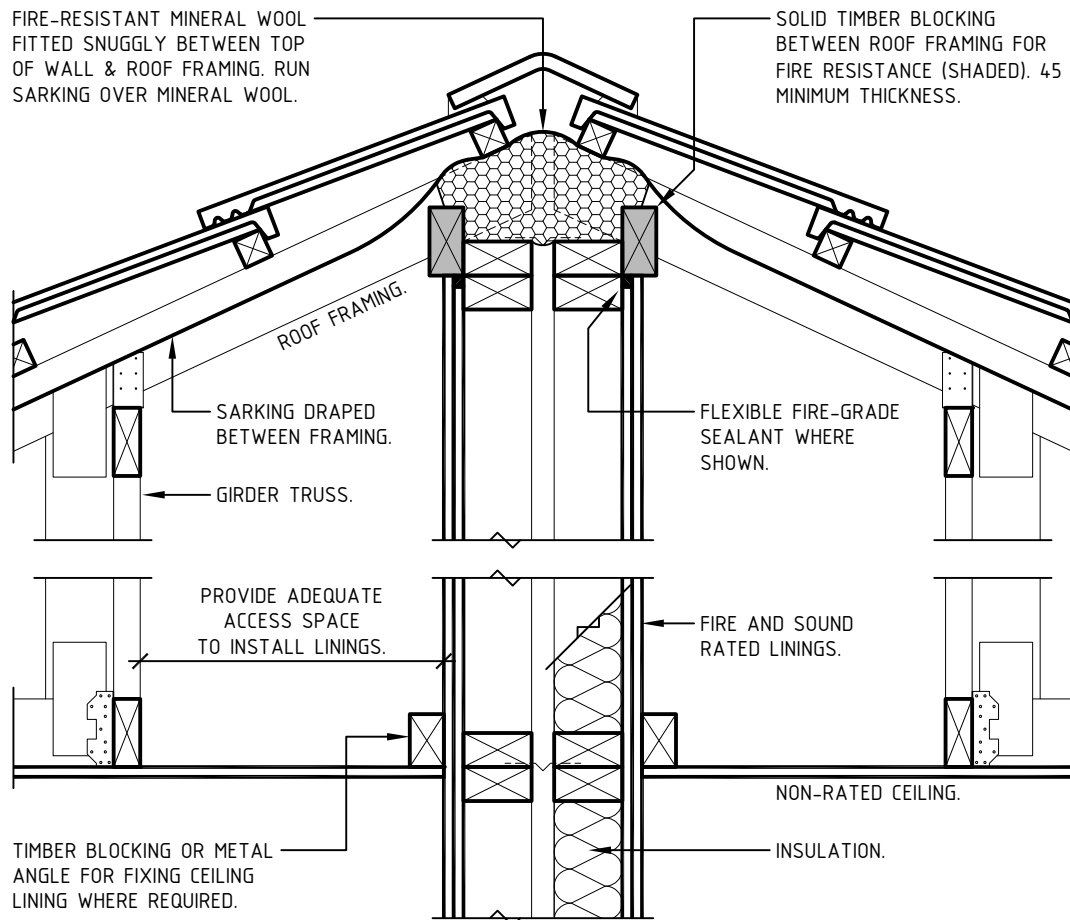 FIRE-RESISTANT MINERAL WOOL
FITTED SNUGGLY BETWEEN TOP
OF WALL & ROOF FRAMING. RUN
SARKING OVER MINERAL WOOL.
SOLID TIMBER BLOCKING
BETWEEN ROOF FRAMING FOR
FIRE RESISTANCE (SHADED). 45
MINIMUM THICKNESS.
ROOF FRAMING.
SARKING DRAPED
BETWEEN FRAMING.
FLEXIBLE FIRE-GRADE
SEALANT WHERE
SHOWN.
GIRDER TRUSS.
PROVIDE ADEQUATE
ACCESS SPACE
TO INSTALL LININGS.
FIRE AND SOUND
RATED LININGS.
NON-RATED CEILING.
TIMBER BLOCKING OR METAL
ANGLE FOR FIXING CEILING
LINING WHERE REQUIRED.
INSULATION.